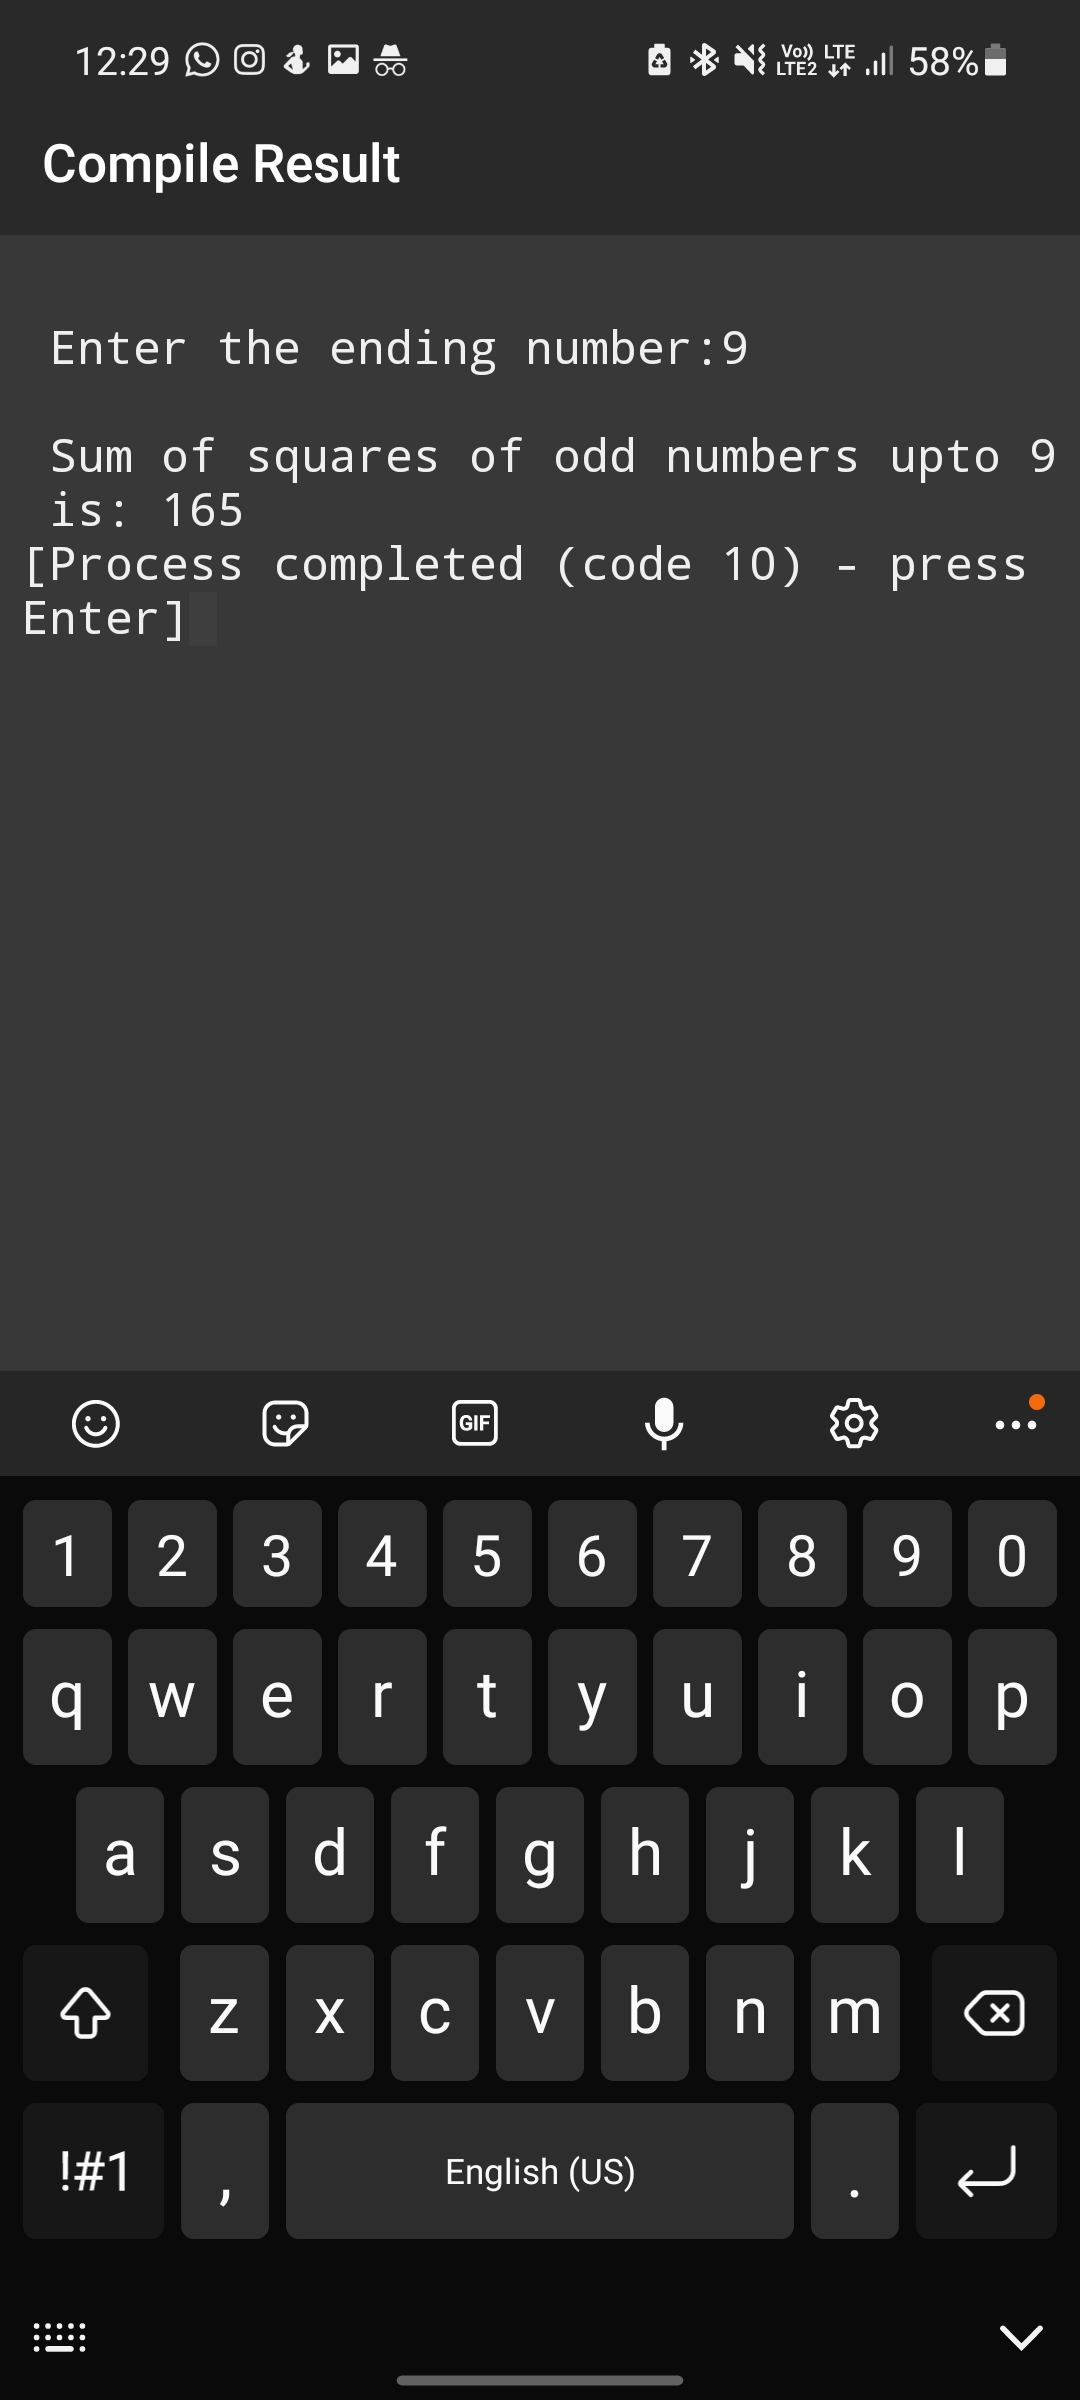 12:29 Vo)) LTE2 LTE 58%
Compile Result
Enter the ending number:9
Sum of squares of odd numbers upto 9
is: 165
[Process completed (code 10) - press
Enter]
GIF
1 2 3 4 5 6 7 8 9 0
q w e r t y u i o p
a s d f g h j k l
z x c v b n m
!#1 , English (US) .